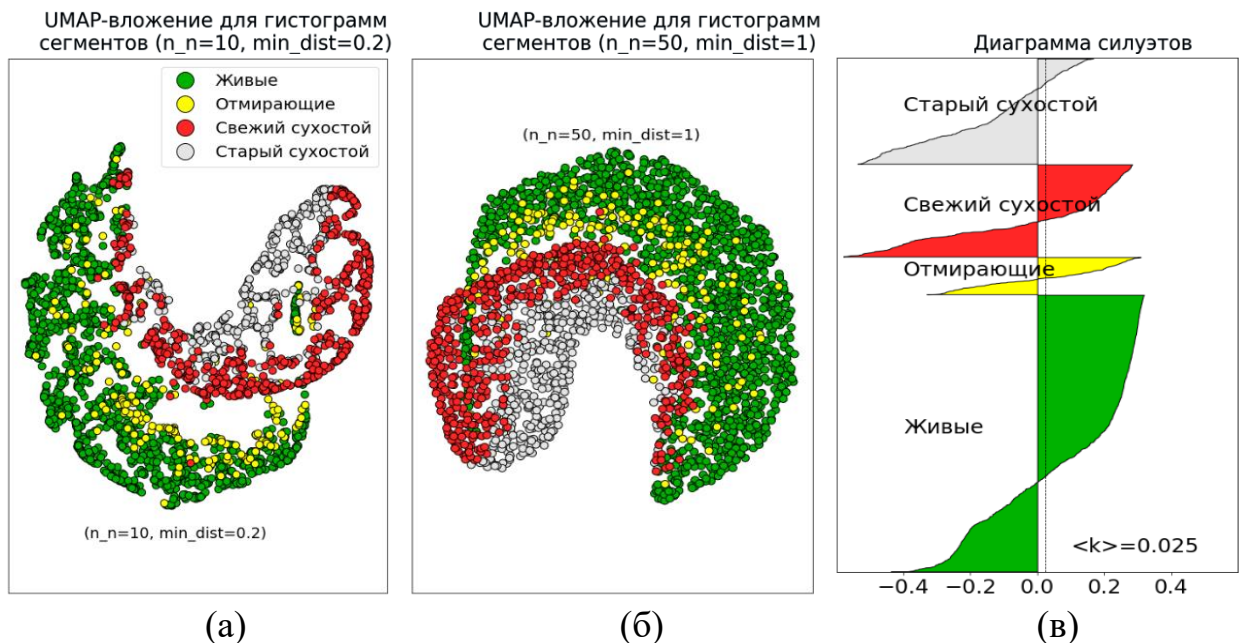 UMAP-вложение для гистограмм
сегментов (n_n=10, min_dist=0.2)
Живые
Отмирающие
Свежий сухостой
Старый сухостой
(n_n=10, min_dist=0.2)
(а)
UMAP-вложение для гистограмм
сегментов (n_n=50, min_dist=1)
(n_n=50, min_dist=1)
(б)
Диаграмма силуэтов
Старый сухостой
Свежий сухостой
Отмирающие
Живые
<k>=0.025
−0.4 −0.2 0.0 0.2 0.4
(в)